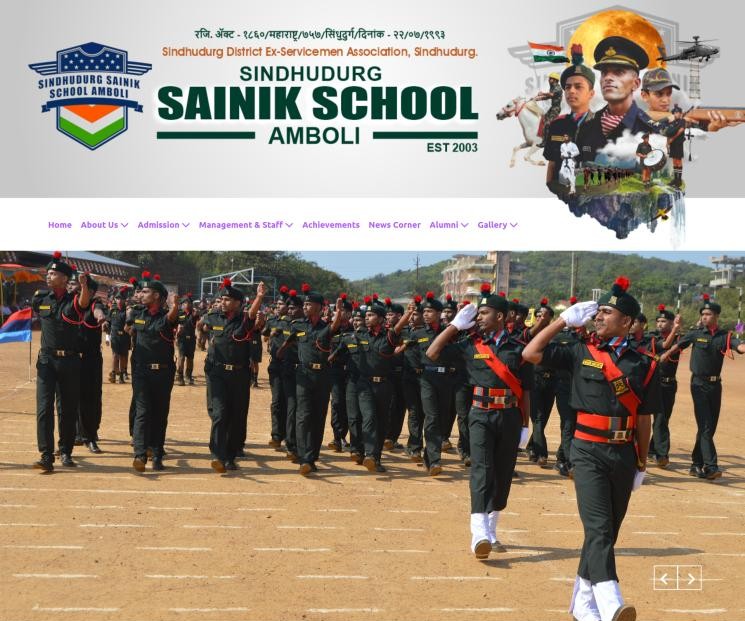 रजि. ॲक्ट - १८६०/महाराष्ट्र/७५७/सिंधुदुर्ग/दिनांक - २२/०७/१९९३
Sindhudurg District Ex-Servicemen Association, Sindhudurg.
SINDHUDURG SAINIK
SCHOOL AMBOLI
SINDHUDURG
SAINIK SCHOOL
AMBOLI
EST 2003
Home About Us Admission Management & Staff Achievements News Corner Alumni Gallery